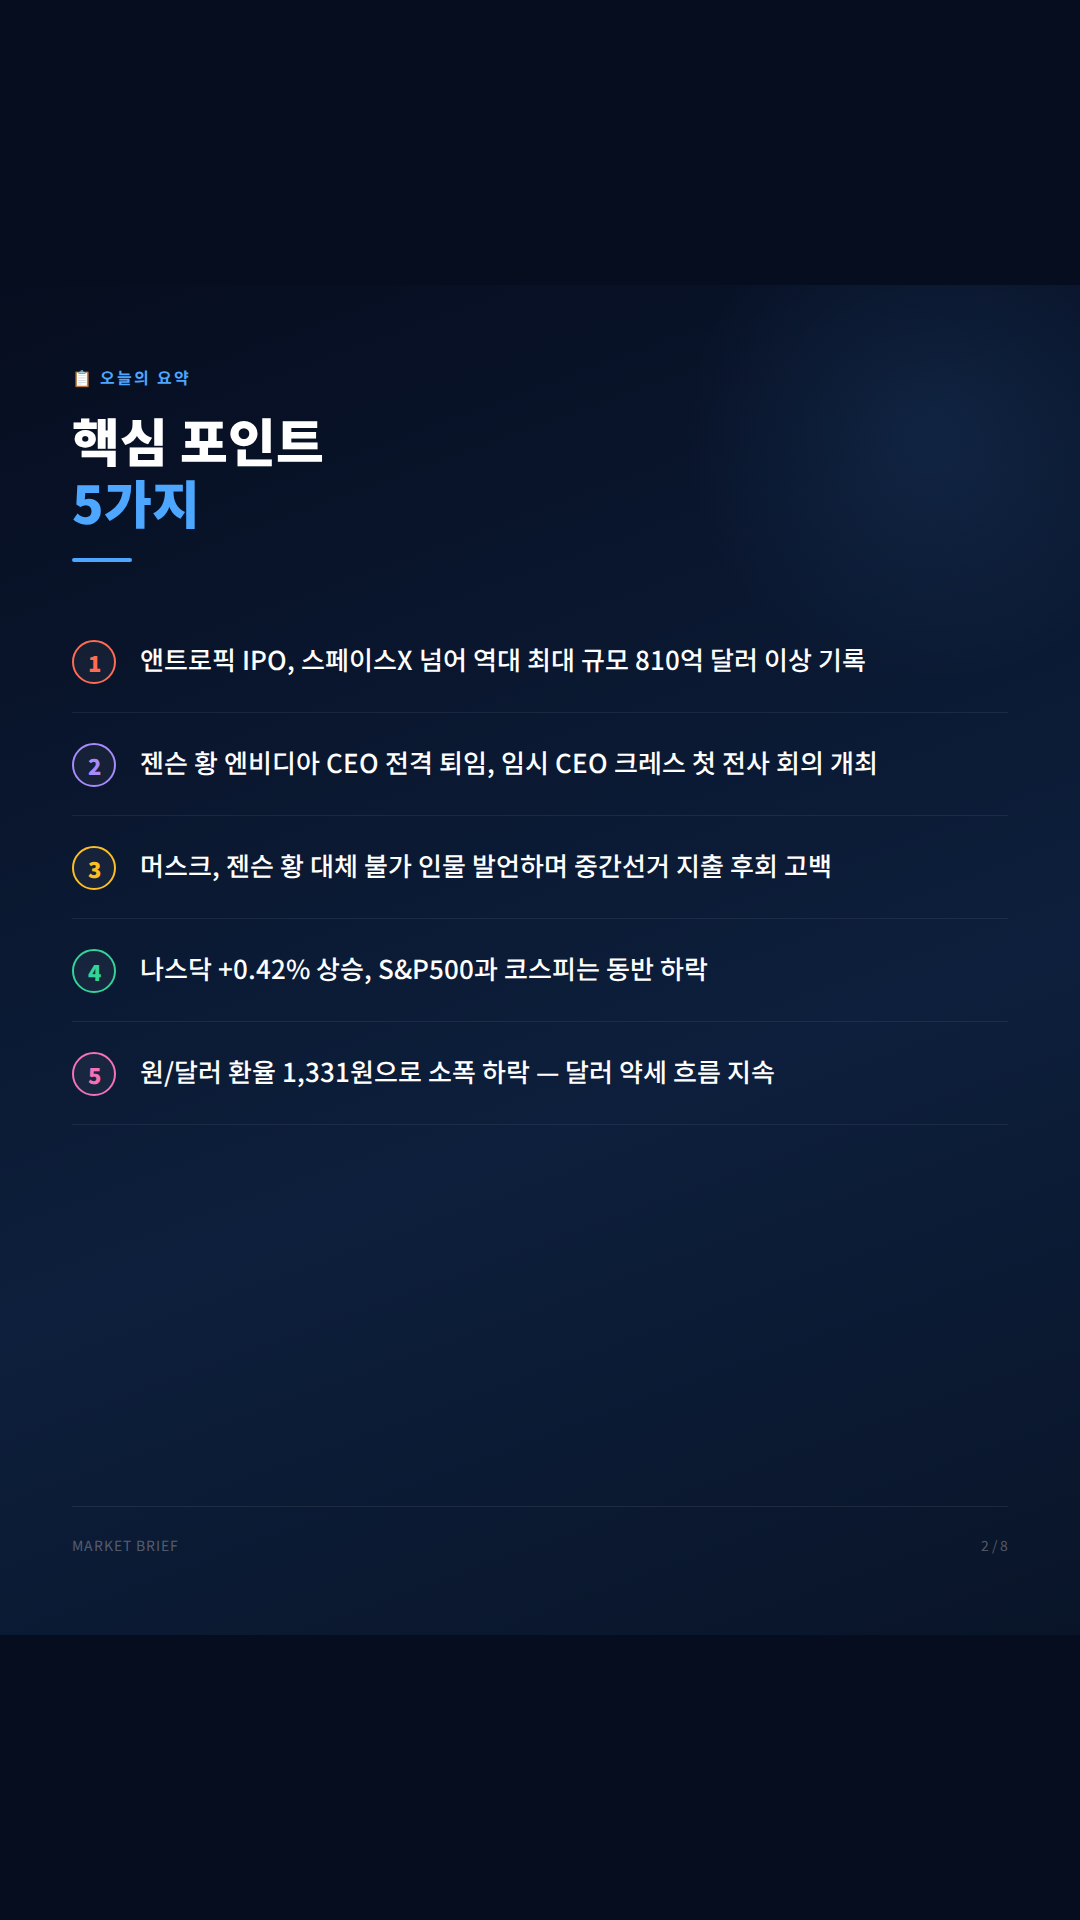 📋 오늘의 요약
핵심 포인트
5가지
1 앤트로픽 IPO, 스페이스X 넘어 역대 최대 규모 810억 달러 이상 기록
2 젠슨 황 엔비디아 CEO 전격 퇴임, 임시 CEO 크레스 첫 전사 회의 개최
3 머스크, 젠슨 황 대체 불가 인물 발언하며 중간선거 지출 후회 고백
4 나스닥 +0.42% 상승, S&P500과 코스피는 동반 하락
5 원/달러 환율 1,331원으로 소폭 하락 — 달러 약세 흐름 지속
MARKET BRIEF 2 / 8